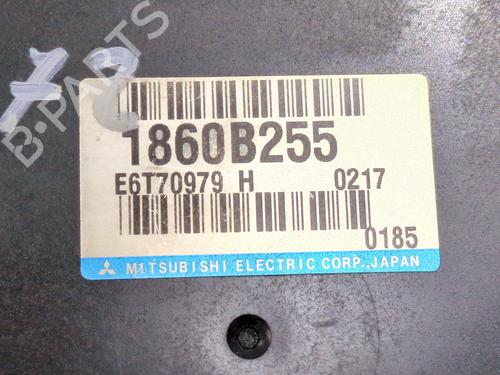 B-PARTS
1860B255
E6T70979 H 0217
0185
MITSUBISHI ELECTRIC CORP.,JAPAN